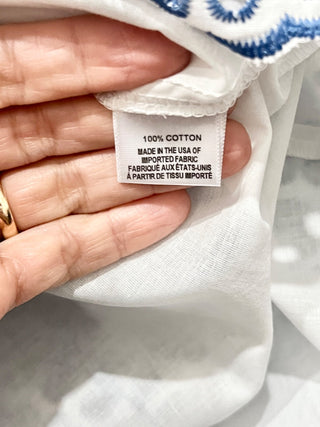 100% COTTON
MADE IN THE USA OF
IMPORTED FABRIC
FABRIQUÉ AUX ÉTATS-UNIS
À PARTIR DE TISSU IMPORTÉ